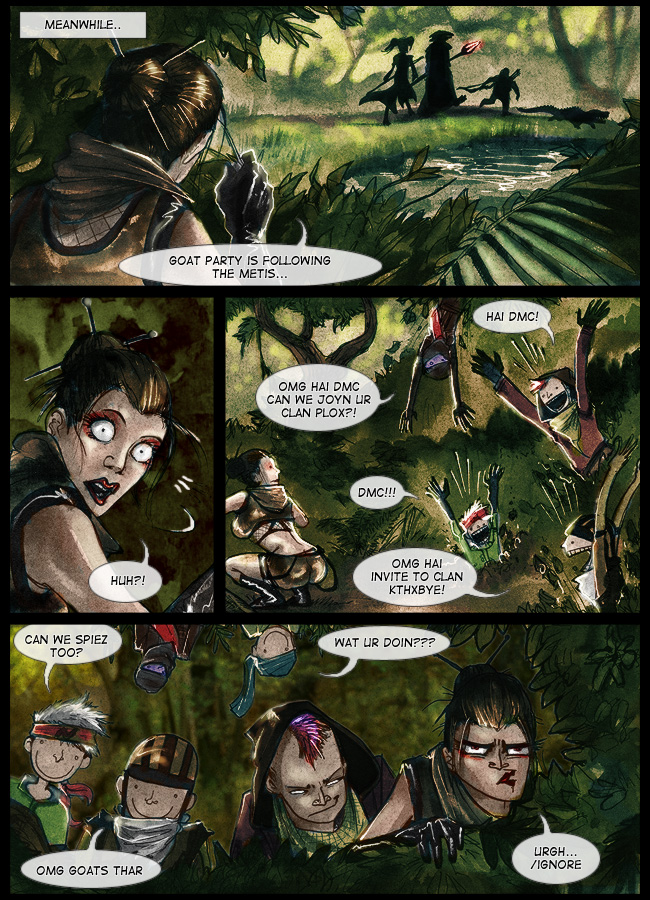 MEANWHILE..
GOAT PARTY IS FOLLOWING
THE METIS...
HUH?!
HAI DMC!
OMG HAI DMC
CAN WE JOYN UR
CLAN PLOX?!
DMC!!!
OMG HAI
INVITE TO CLAN
KTHXBYE!
CAN WE SPIEZ
TOO?
WAT UR DOIN???
OMG GOATS THAR
URGH...
/IGNORE